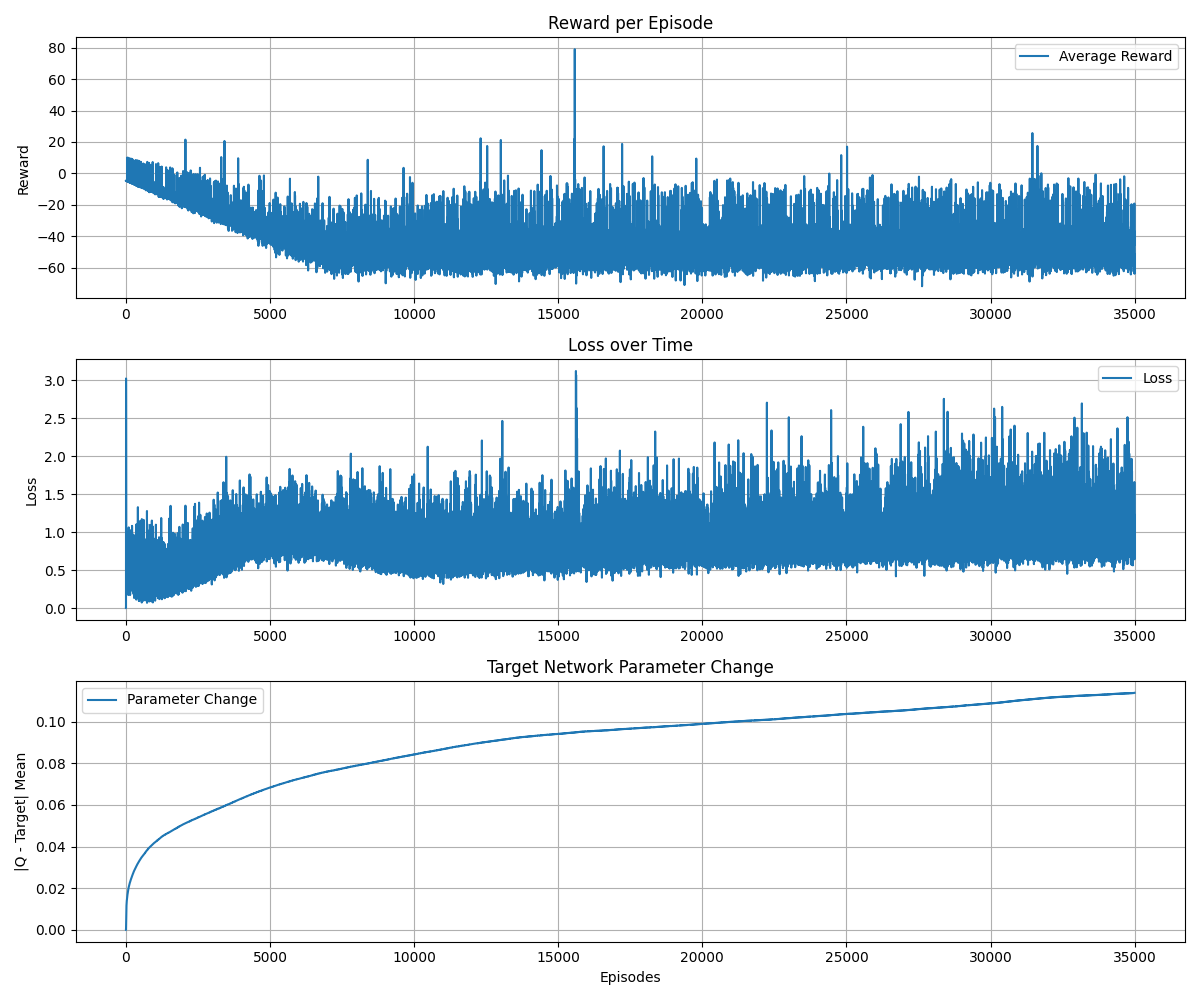 Reward per Episode
Reward
80
60
40
20
0
−20
−40
−60
Average Reward
0 5000 10000 15000 20000 25000 30000 35000
Loss over Time
Loss
3.0
2.5
2.0
1.5
1.0
0.5
0.0
Loss
0 5000 10000 15000 20000 25000 30000 35000
Target Network Parameter Change
|Q - Target| Mean
0.10
0.08
0.06
0.04
0.02
0.00
Parameter Change
0 5000 10000 15000 20000 25000 30000 35000
Episodes